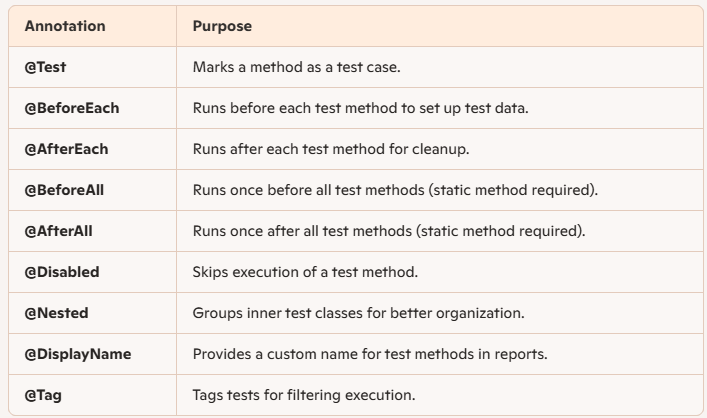 Annotation Purpose
@Test Marks a method as a test case.
@BeforeEach Runs before each test method to set up test data.
@AfterEach Runs after each test method for cleanup.
@BeforeAll Runs once before all test methods (static method required).
@AfterAll Runs once after all test methods (static method required).
@Disabled Skips execution of a test method.
@Nested Groups inner test classes for better organization.
@DisplayName Provides a custom name for test methods in reports.
@Tag Tags tests for filtering execution.